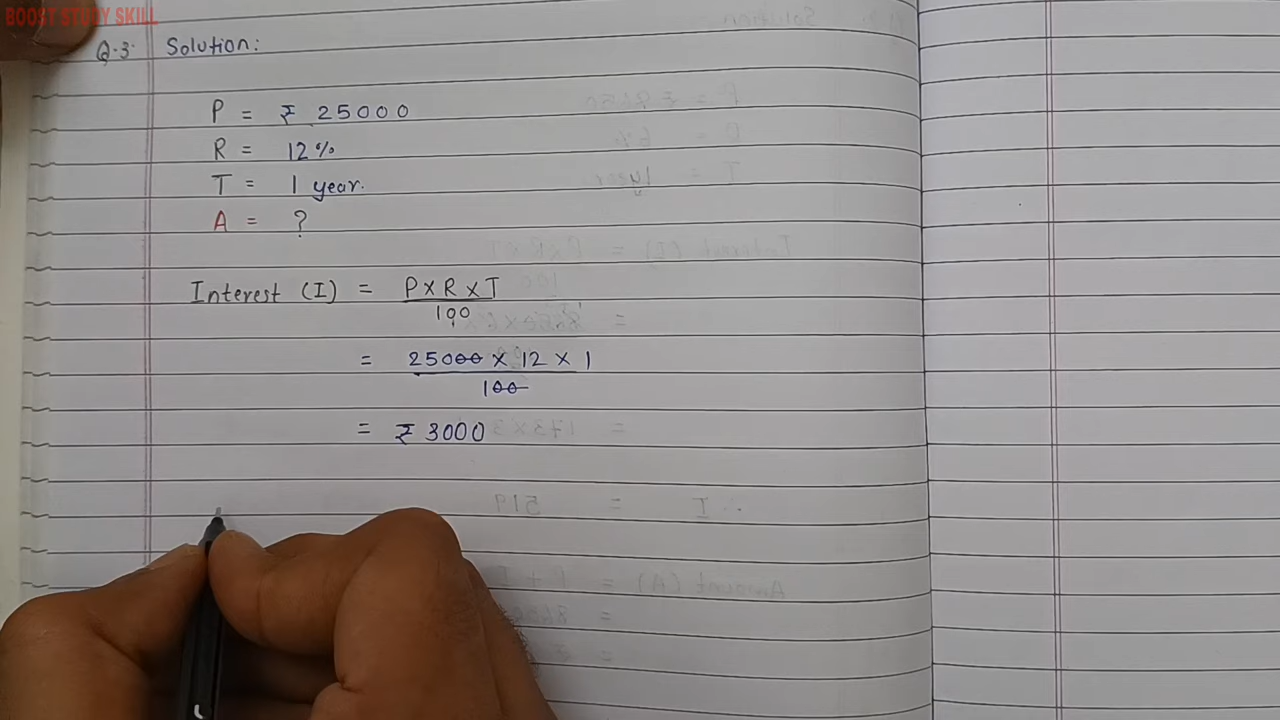 BOOST STUDY SKILL
Q.3. Solution:
P = ₹ 25000
R = 12%
T = 1 year.
A = ?
Interest (I) = P×R×T
100
= 25000 × 12 × 1
100
= ₹ 3000